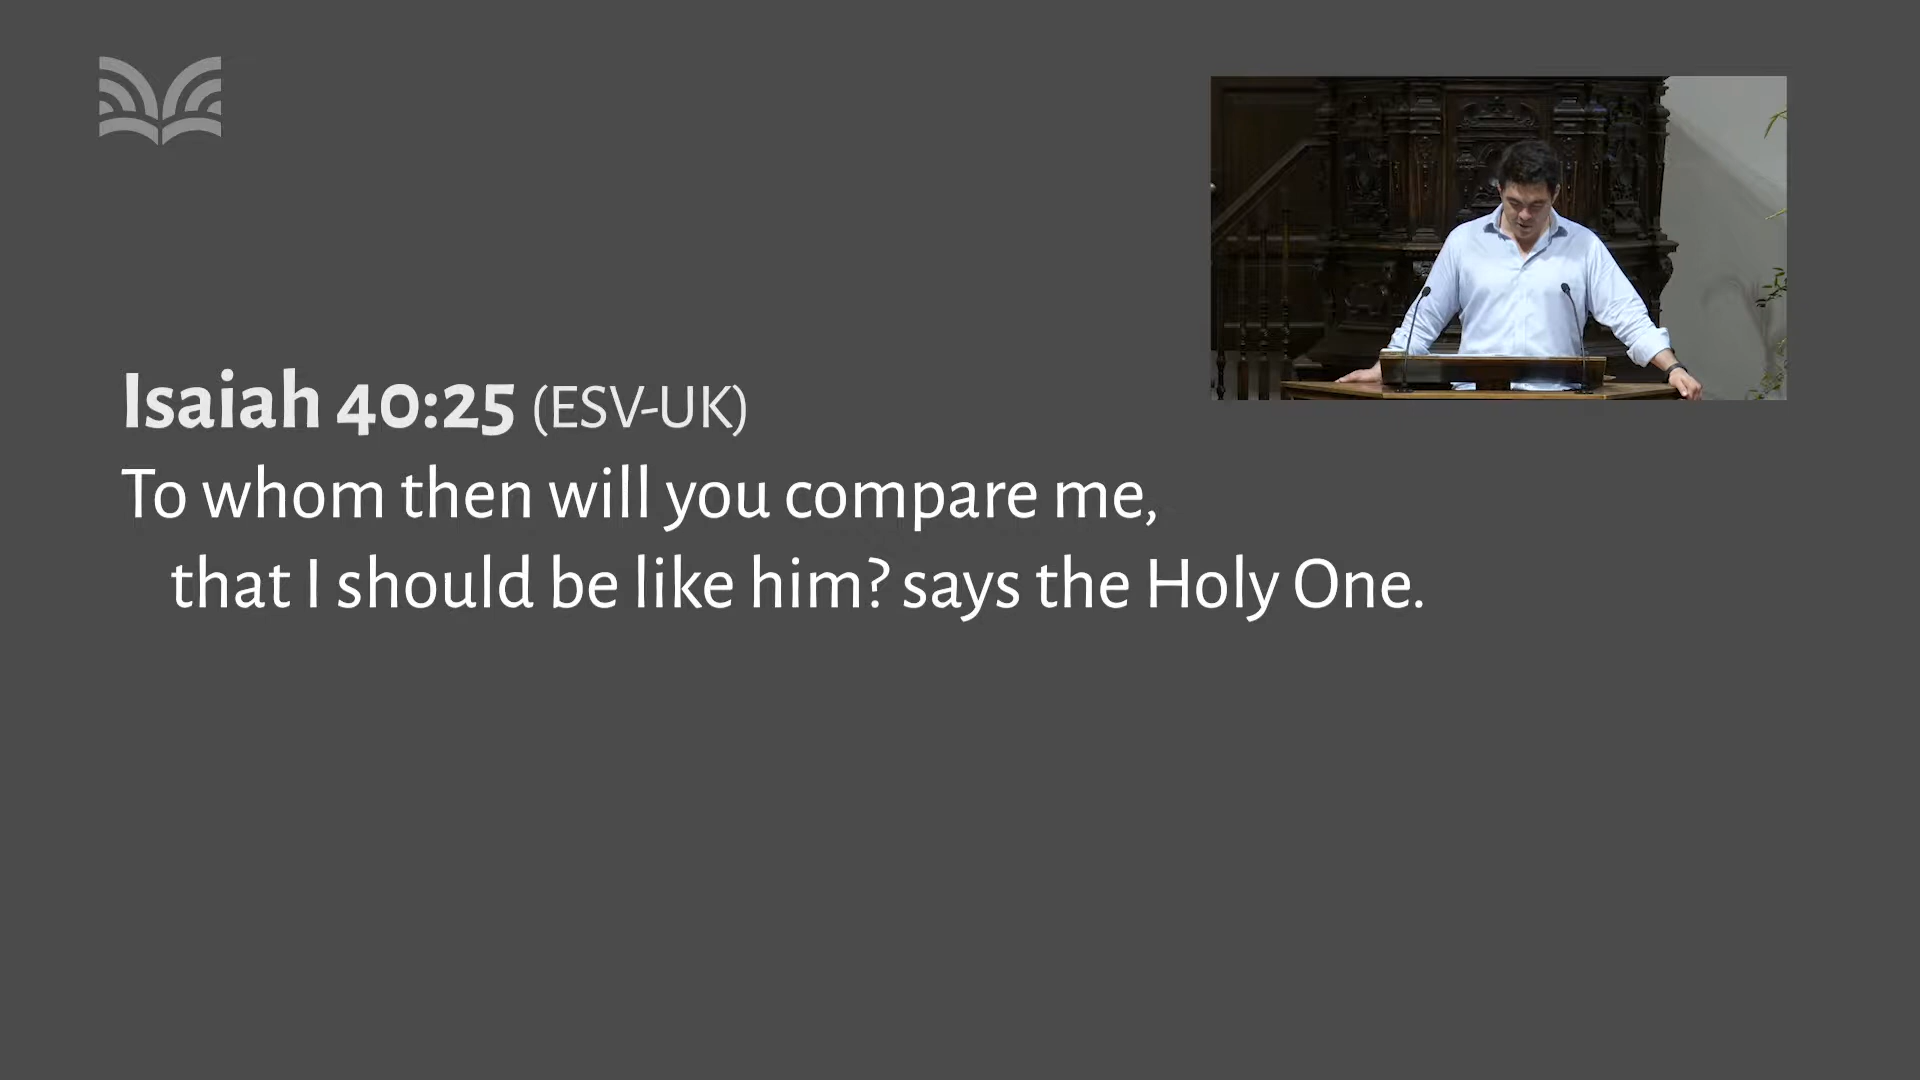 Isaiah 40:25 (ESV-UK)
To whom then will you compare me,
that I should be like him? says the Holy One.